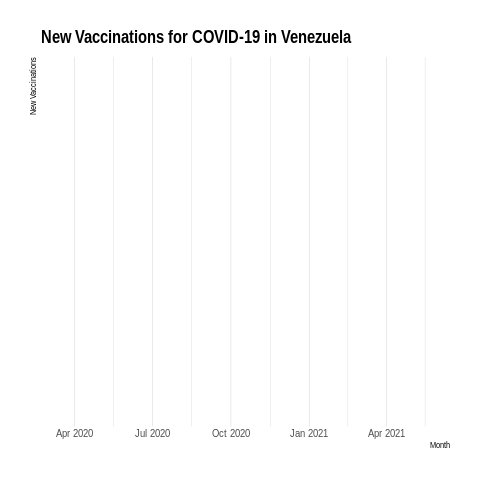 New Vaccinations for COVID-19 in Venezuela
New Vaccinations
Apr 2020 Jul 2020 Oct 2020 Jan 2021 Apr 2021
Month